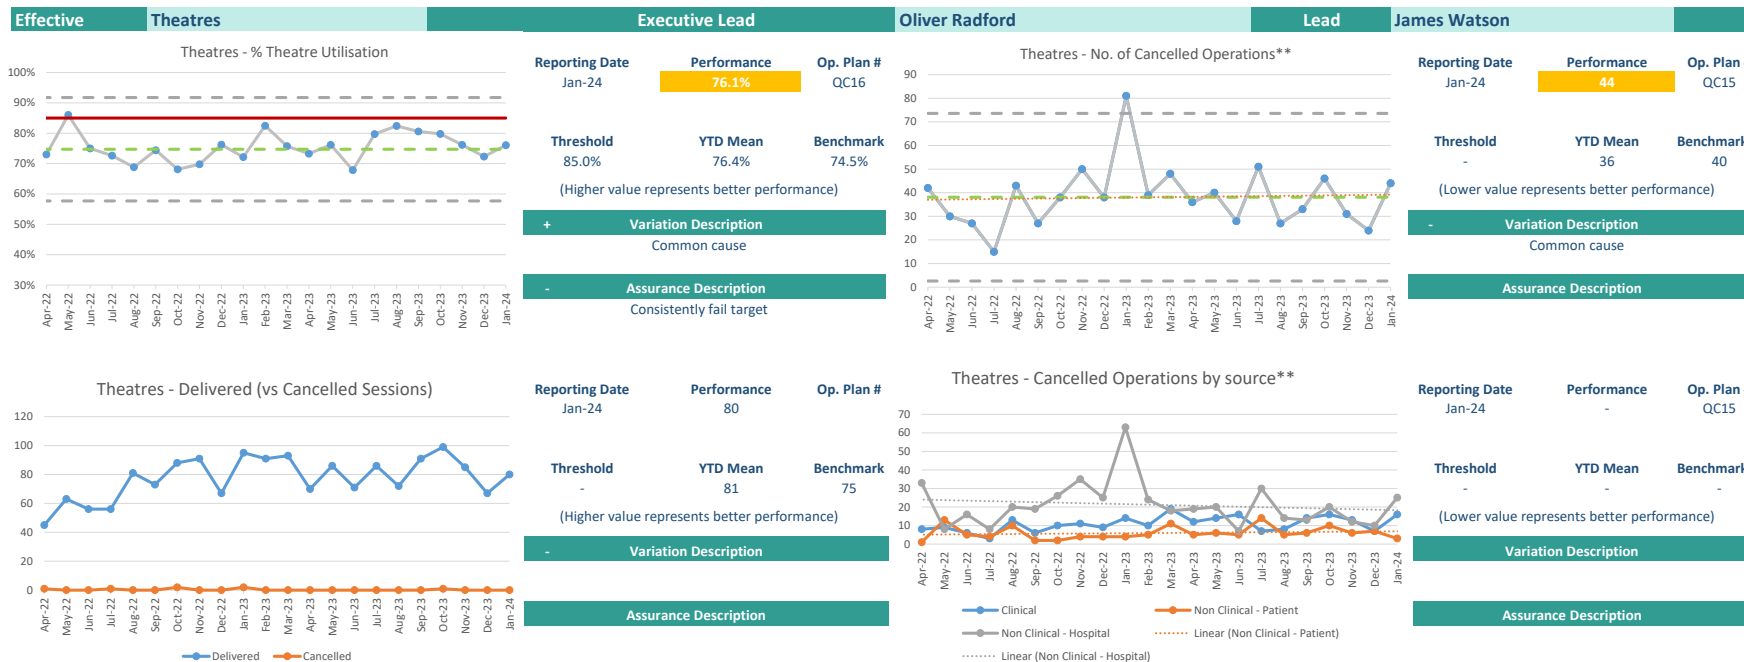 Effective Theatres Executive Lead Oliver Radford Lead James Watson
Theatres - % Theatre Utilisation
100%
90%
80%
70%
60%
50%
40%
30%
Apr-22 May-22 Jun-22 Jul-22 Aug-22 Sep-22 Oct-22 Nov-22 Dec-22 Jan-23 Feb-23 Mar-23 Apr-23 May-23 Jun-23 Jul-23 Aug-23 Sep-23 Oct-23 Nov-23 Dec-23 Jan-24
Reporting Date Performance Op. Plan #
Jan-24 76.1% QC16
Threshold YTD Mean Benchmark
85.0% 76.4% 74.5%
(Higher value represents better performance)
+ Variation Description
Common cause
- Assurance Description
Consistently fail target
Theatres - No. of Cancelled Operations**
90
80
70
60
50
40
30
20
10
0
Apr-22 May-22 Jun-22 Jul-22 Aug-22 Sep-22 Oct-22 Nov-22 Dec-22 Jan-23 Feb-23 Mar-23 Apr-23 May-23 Jun-23 Jul-23 Aug-23 Sep-23 Oct-23 Nov-23 Dec-23 Jan-24
Reporting Date Performance Op. Plan
Jan-24 44 QC15
Threshold YTD Mean Benchmark
- 36 40
(Lower value represents better performance)
- Variation Description
Common cause
Assurance Description
Theatres - Delivered (vs Cancelled Sessions)
120
100
80
60
40
20
0
Apr-22 May-22 Jun-22 Jul-22 Aug-22 Sep-22 Oct-22 Nov-22 Dec-22 Jan-23 Feb-23 Mar-23 Apr-23 May-23 Jun-23 Jul-23 Aug-23 Sep-23 Oct-23 Nov-23 Dec-23 Jan-24
Delivered Cancelled
Reporting Date Performance Op. Plan #
Jan-24 80
Threshold YTD Mean Benchmark
- 81 75
(Higher value represents better performance)
- Variation Description
Assurance Description
Theatres - Cancelled Operations by source**
70
60
50
40
30
20
10
0
Apr-22 May-22 Jun-22 Jul-22 Aug-22 Sep-22 Oct-22 Nov-22 Dec-22 Jan-23 Feb-23 Mar-23 Apr-23 May-23 Jun-23 Jul-23 Aug-23 Sep-23 Oct-23 Nov-23 Dec-23 Jan-24
Clinical Non Clinical - Patient
Non Clinical - Hospital Linear (Non Clinical - Patient)
Linear (Non Clinical - Hospital)
Reporting Date Performance Op. Plan
Jan-24 - QC15
Threshold YTD Mean Benchmark
- - -
(Lower value represents better performance)
Variation Description
Assurance Description